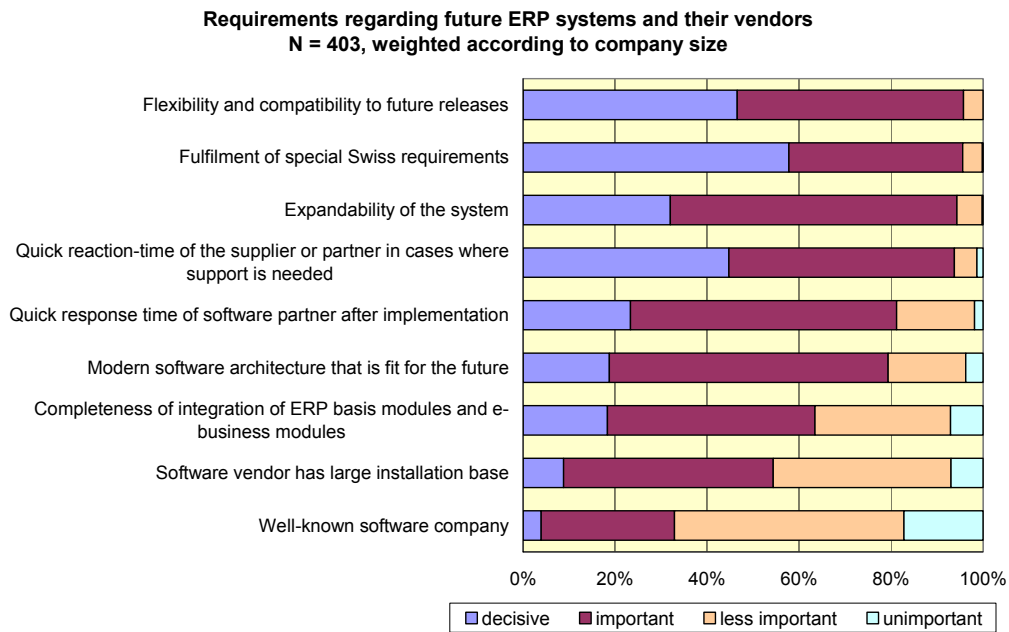 Requirements regarding future ERP systems and their vendors
N = 403, weighted according to company size
Flexibility and compatibility to future releases
Fulfilment of special Swiss requirements
Expandability of the system
Quick reaction-time of the supplier or partner in cases where
support is needed
Quick response time of software partner after implementation
Modern software architecture that is fit for the future
Completeness of integration of ERP basis modules and e-
business modules
Software vendor has large installation base
Well-known software company
0% 20% 40% 60% 80% 100%
decisive important less important unimportant